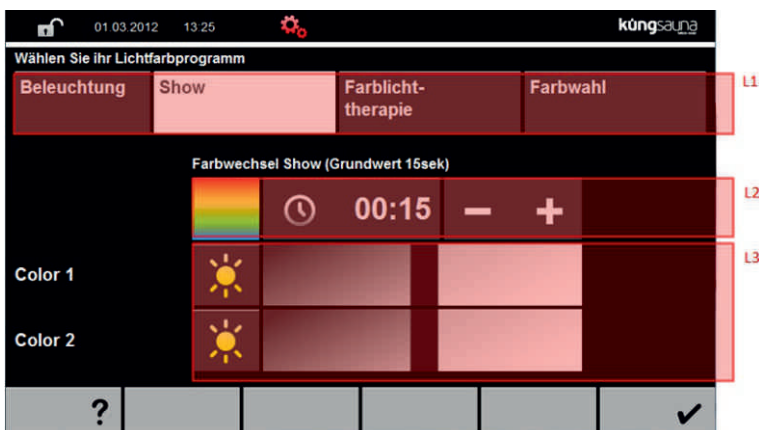 01.03.2012 13:25 küngsauna
Wählen Sie ihr Lichtfarbprogramm
Beleuchtung Show Farblicht- Farbwahl
therapie
L1
Farbwechsel Show (Grundwert 15sek)
L2
00:15 − +
L3
Color 1
Color 2
?